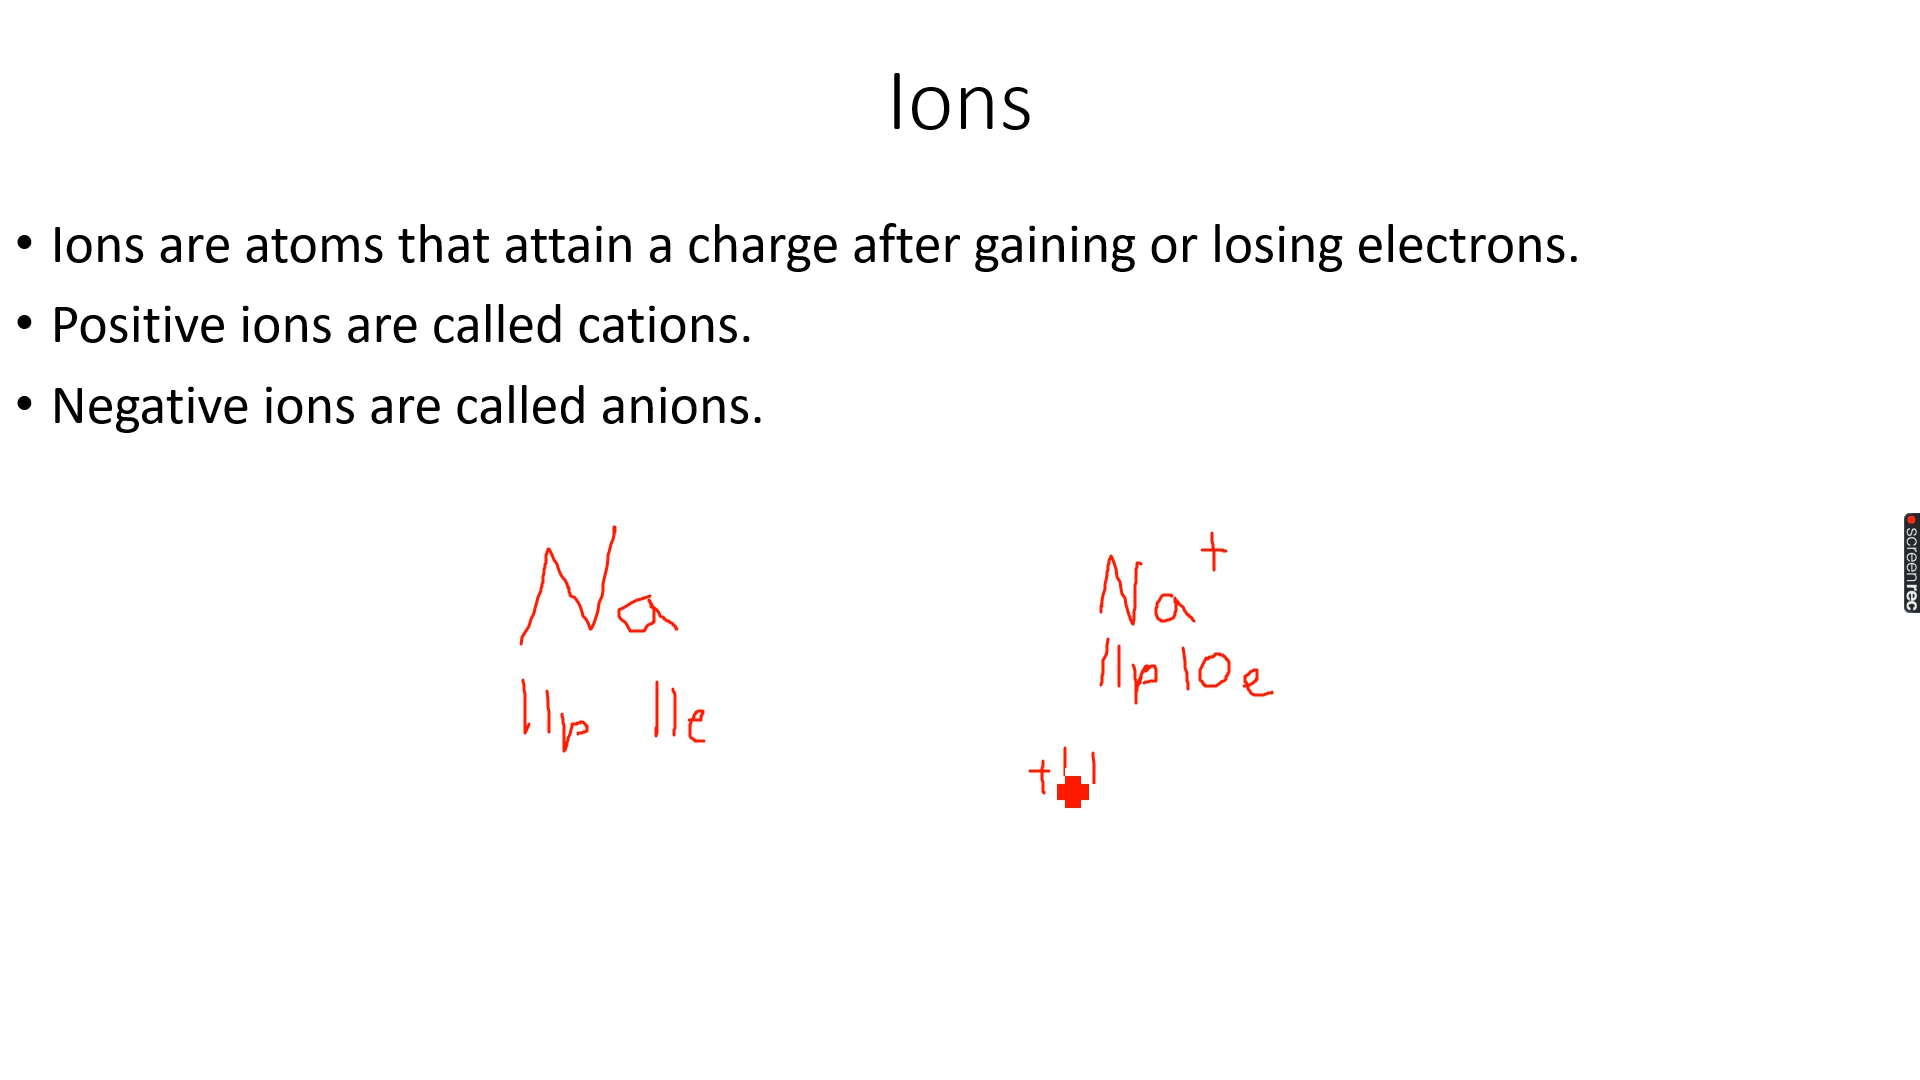 Ions
• Ions are atoms that attain a charge after gaining or losing electrons.
• Positive ions are called cations.
• Negative ions are called anions.
Na
11p 11e
Na+
11p 10e
+11
screenrec